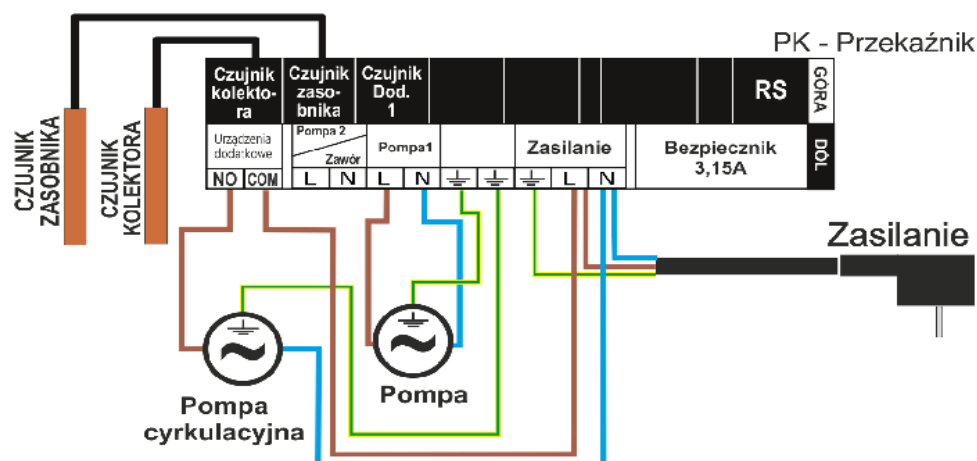 PK - Przekaźnik
Czujnik
kolekto-
ra
Czujnik
zaso-
bnika
Czujnik
Dod.
1
RS
GÓRA
Urządzenia
dodatkowe
Pompa 2
Zawór
Pompa1
Zasilanie
Bezpiecznik
3,15A
DÓŁ
NO COM L N L N L N
CZUJNIK
ZASOBNIKA
CZUJNIK
KOLEKTORA
Zasilanie
Pompa
cyrkulacyjna
Pompa